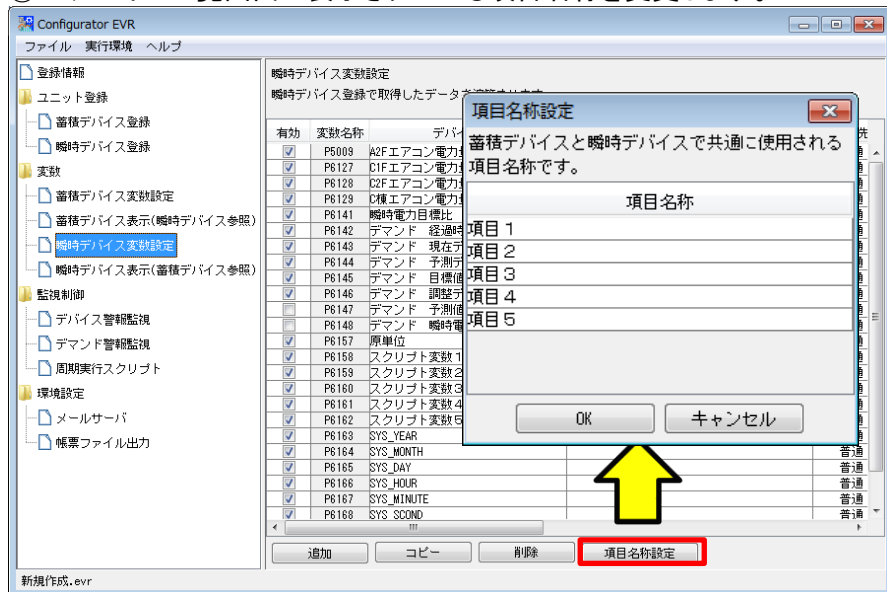 Configurator EVR
ファイル 実行環境 ヘルプ
登録情報
ユニット登録
蓄積デバイス登録
瞬時デバイス登録
変数
蓄積デバイス変数設定
蓄積デバイス表示(瞬時デバイス参照)
瞬時デバイス変数設定
瞬時デバイス表示(蓄積デバイス参照)
監視制御
デバイス警報監視
デマンド警報監視
周期実行スクリプト
環境設定
メールサーバ
帳票ファイル出力
瞬時デバイス変数設定
瞬時デバイス登録で取得したデータを
有効 変数名称 デバイ
P5009 A2Fエアコン電力
P6127 C1Fエアコン電力
P6128 C2Fエアコン電力
P6129 C棟エアコン電力
P6141 瞬時電力目標比
P6142 デマンド 経過時
P6143 デマンド 現在デ
P6144 デマンド 予測デ
P6145 デマンド 目標値
P6146 デマンド 調整デ
P6147 デマンド 予測値
P6148 デマンド 瞬時電
P6157 原単位
P6158 スクリプト変数1
P6159 スクリプト変数2
P6160 スクリプト変数3
P6161 スクリプト変数4
P6162 スクリプト変数5
P6163 SYS_YEAR
P6164 SYS_MONTH 普通
P6165 SYS_DAY 普通
P6166 SYS_HOUR 普通
P6167 SYS_MINUTE 普通
P6168 SYS_SCOND 普通
項目名称設定
蓄積デバイスと瞬時デバイスで共通に使用される
項目名称です。
項目名称
項目1
項目2
項目3
項目4
項目5
OK キャンセル
追加 コピー 削除 項目名称設定
新規作成.evr